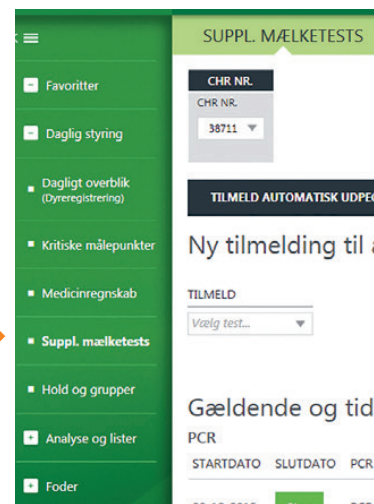 Favoritter
Daglig styring
Dagligt overblik
(Dyreregistrering)
Kritiske målepunkter
Medicinregnskab
Suppl. mælketests
Hold og grupper
Analyse og lister
Foder
SUPPL. MÆLKETESTS
CHR NR.
CHR NR.
38711
TILMELD AUTOMATISK UDPE
Ny tilmelding til a
TILMELD
Vælg test...
Gældende og tid
PCR
STARTDATO SLUTDATO PCR